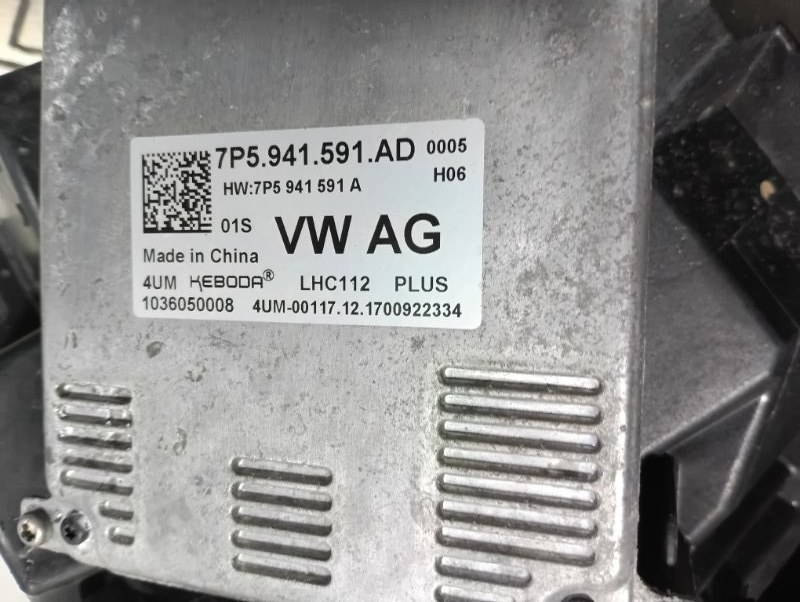 7P5.941.591.AD 0005
HW:7P5 941 591 A H06
01S VW AG
Made in China
4UM KEBODA® LHC112 PLUS
1036050008 4UM-00117.12.1700922334